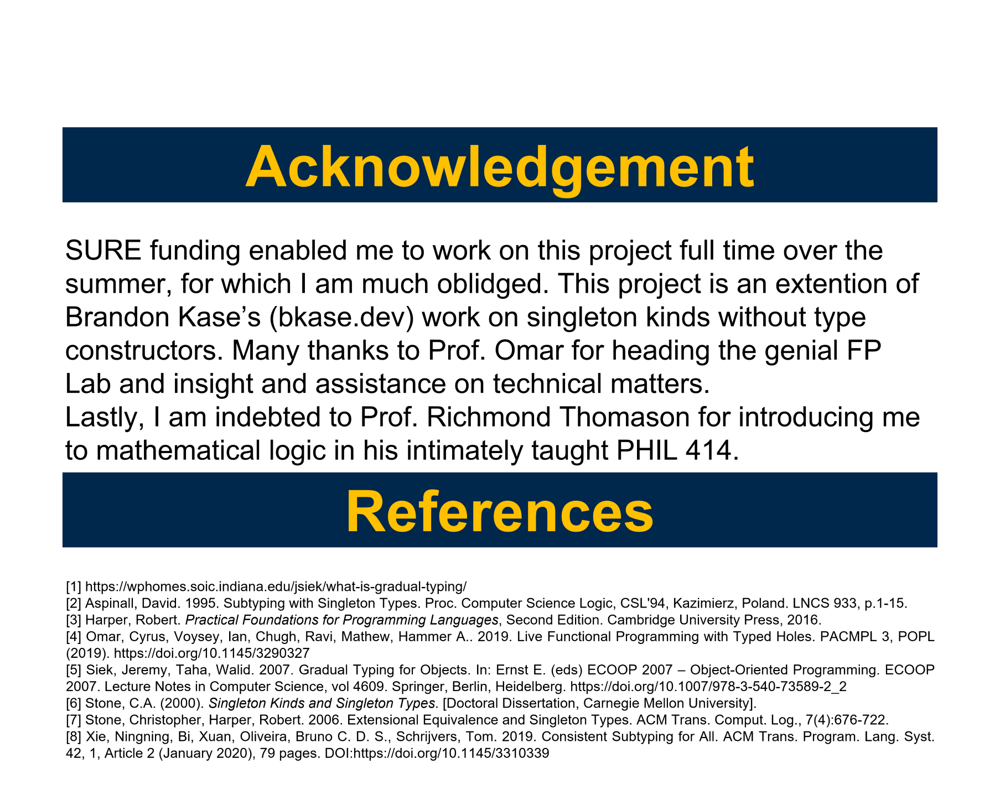 Acknowledgement
SURE funding enabled me to work on this project full time over the
summer, for which I am much oblidged. This project is an extention of
Brandon Kase’s (bkase.dev) work on singleton kinds without type
constructors. Many thanks to Prof. Omar for heading the genial FP
Lab and insight and assistance on technical matters.
Lastly, I am indebted to Prof. Richmond Thomason for introducing me
to mathematical logic in his intimately taught PHIL 414.
References
[1] https://wphomes.soic.indiana.edu/jsiek/what-is-gradual-typing/
[2] Aspinall, David. 1995. Subtyping with Singleton Types. Proc. Computer Science Logic, CSL'94, Kazimierz, Poland. LNCS 933, p.1-15.
[3] Harper, Robert. Practical Foundations for Programming Languages, Second Edition. Cambridge University Press, 2016.
[4] Omar, Cyrus, Voysey, Ian, Chugh, Ravi, Mathew, Hammer A.. 2019. Live Functional Programming with Typed Holes. PACMPL 3, POPL
(2019). https://doi.org/10.1145/3290327
[5] Siek, Jeremy, Taha, Walid. 2007. Gradual Typing for Objects. In: Ernst E. (eds) ECOOP 2007 – Object-Oriented Programming. ECOOP
2007. Lecture Notes in Computer Science, vol 4609. Springer, Berlin, Heidelberg. https://doi.org/10.1007/978-3-540-73589-2_2
[6] Stone, C.A. (2000). Singleton Kinds and Singleton Types. [Doctoral Dissertation, Carnegie Mellon University].
[7] Stone, Christopher, Harper, Robert. 2006. Extensional Equivalence and Singleton Types. ACM Trans. Comput. Log., 7(4):676-722.
[8] Xie, Ningning, Bi, Xuan, Oliveira, Bruno C. D. S., Schrijvers, Tom. 2019. Consistent Subtyping for All. ACM Trans. Program. Lang. Syst.
42, 1, Article 2 (January 2020), 79 pages. DOI:https://doi.org/10.1145/3310339